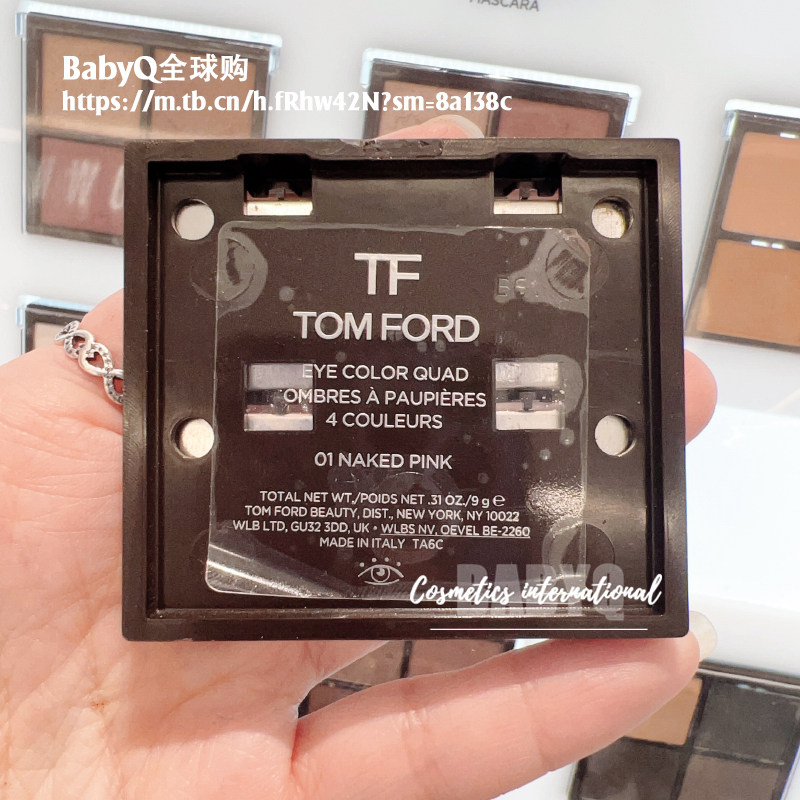 MASCARA
BabyQ全球购
https://m.tb.cn/h.fRhw42N?sm=8a138c
TF
BE
TOM FORD
EYE COLOR QUAD
OMBRES À PAUPIÈRES
4 COULEURS
01 NAKED PINK
TOTAL NET WT./POIDS NET .31 OZ./9 g ℮
TOM FORD BEAUTY, DIST., NEW YORK, NY 10022
WLB LTD, GU32 3DD, UK • WLBS NV, OEVEL BE-2260
MADE IN ITALY TA6C
BABYQ
Cosmetics international